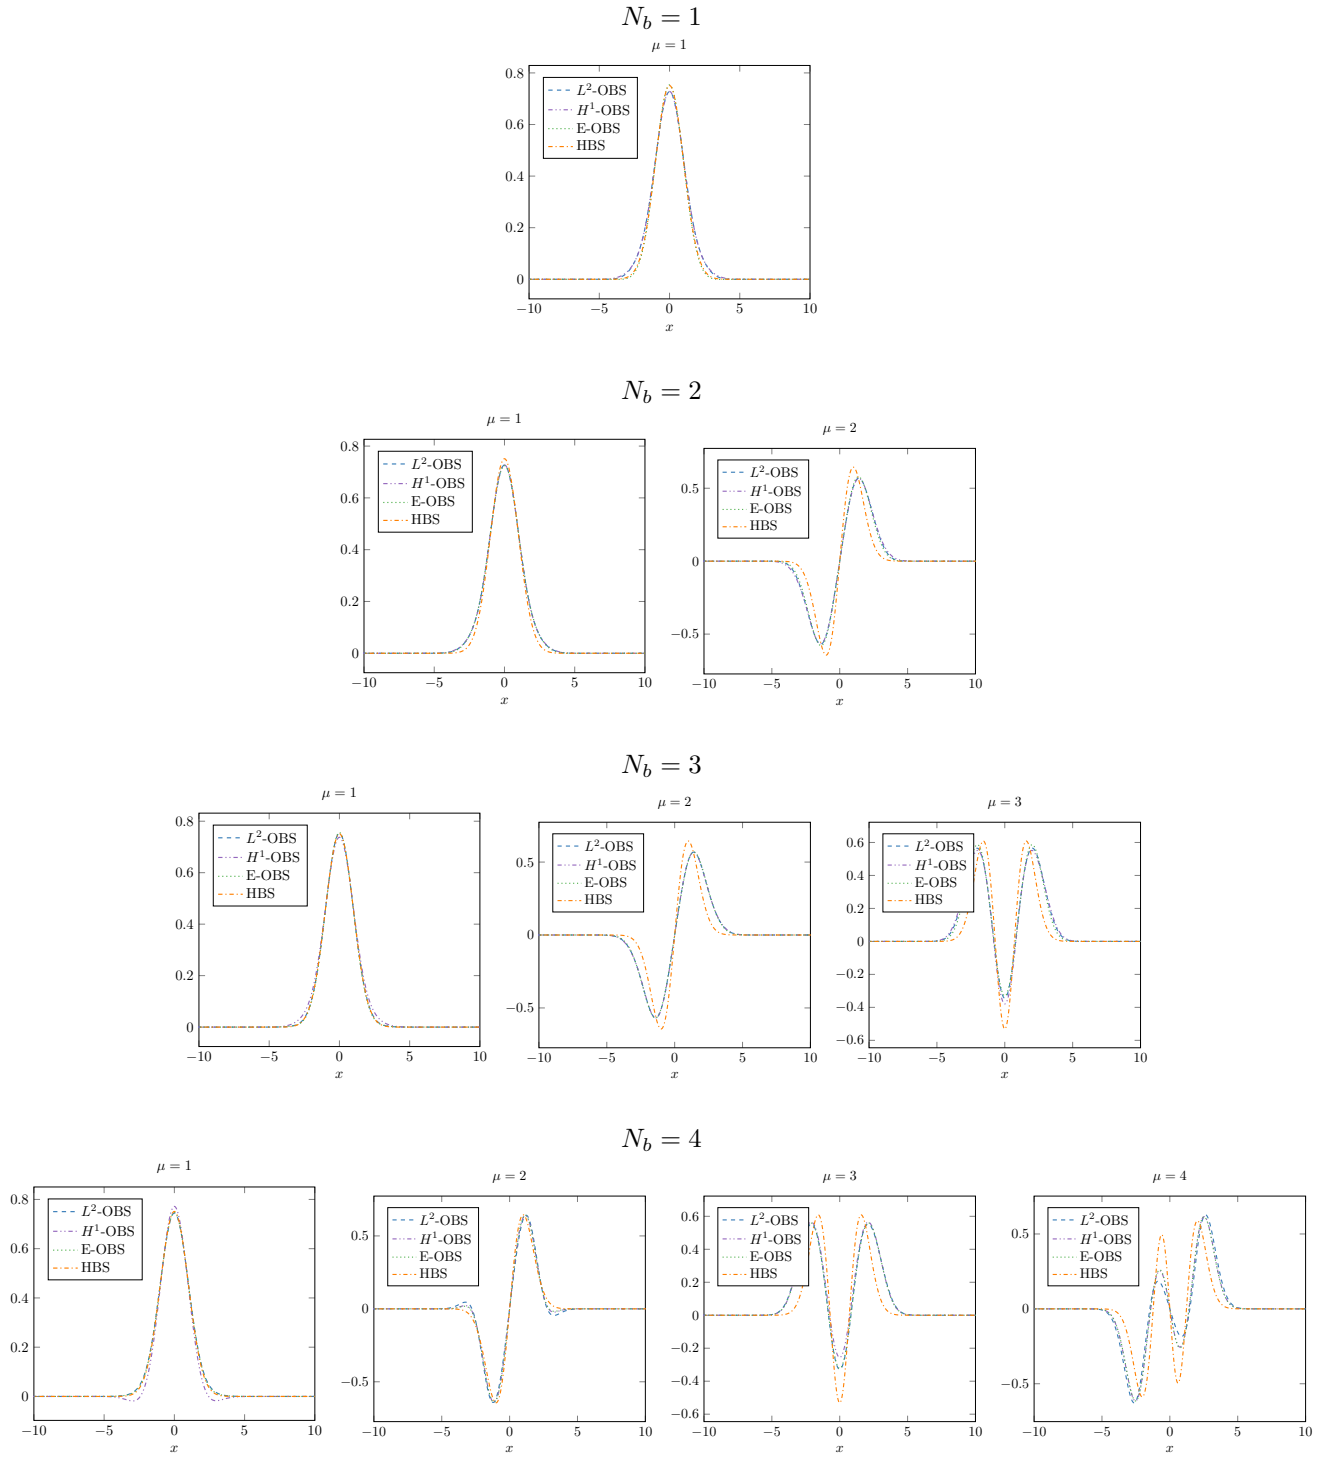 N_b = 1
μ = 1
L²-OBS
H¹-OBS
E-OBS
HBS
0.8
0.6
0.4
0.2
0
−10 −5 0 5 10
x
N_b = 2
μ = 1
L²-OBS
H¹-OBS
E-OBS
HBS
0.8
0.6
0.4
0.2
0
−10 −5 0 5 10
x
μ = 2
L²-OBS
H¹-OBS
E-OBS
HBS
0.5
0
−0.5
−10 −5 0 5 10
x
N_b = 3
μ = 1
L²-OBS
H¹-OBS
E-OBS
HBS
0.8
0.6
0.4
0.2
0
−10 −5 0 5 10
x
μ = 2
L²-OBS
H¹-OBS
E-OBS
HBS
0.5
0
−0.5
−10 −5 0 5 10
x
μ = 3
L²-OBS
H¹-OBS
E-OBS
HBS
0.6
0.4
0.2
0
−0.2
−0.4
−0.6
−10 −5 0 5 10
x
N_b = 4
μ = 1
L²-OBS
H¹-OBS
E-OBS
HBS
0.8
0.6
0.4
0.2
0
−10 −5 0 5 10
x
μ = 2
L²-OBS
H¹-OBS
E-OBS
HBS
0.5
0
−0.5
−10 −5 0 5 10
x
μ = 3
L²-OBS
H¹-OBS
E-OBS
HBS
0.6
0.4
0.2
0
−0.2
−0.4
−0.6
−10 −5 0 5 10
x
μ = 4
L²-OBS
H¹-OBS
E-OBS
HBS
0.5
0
−0.5
−10 −5 0 5 10
x